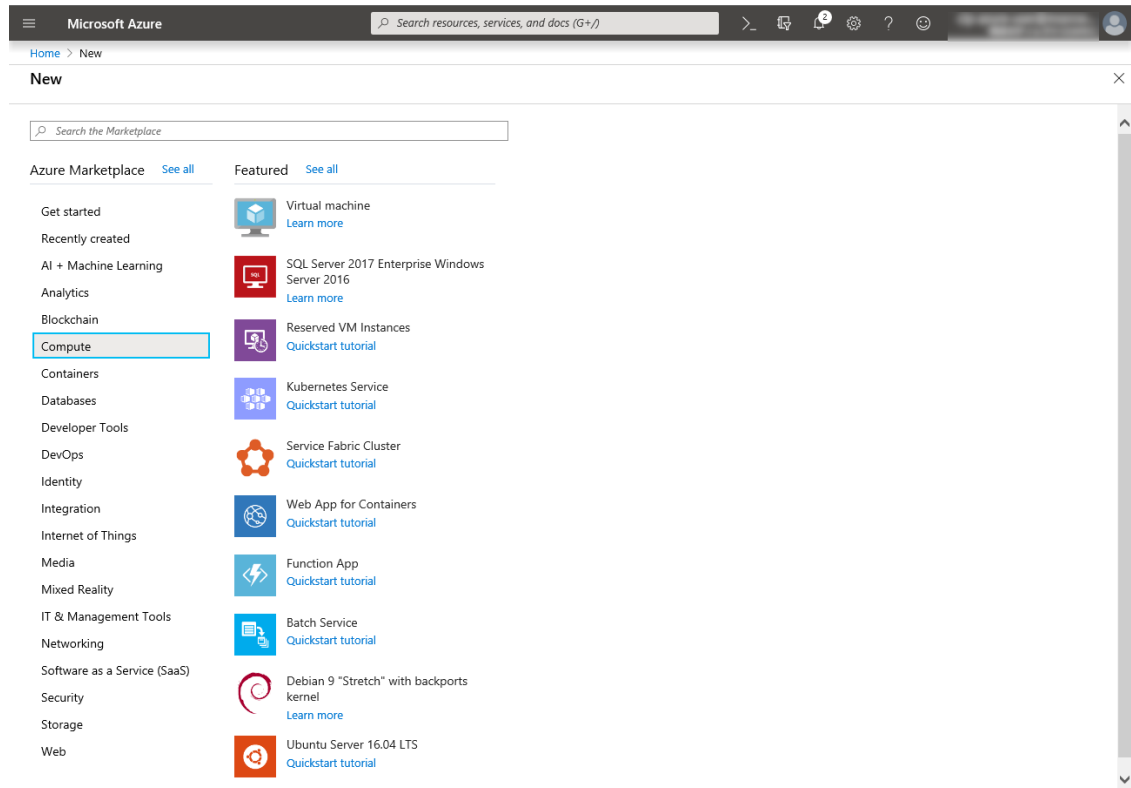 Microsoft Azure
Search resources, services, and docs (G+/)
2
Home > New
New
Search the Marketplace
Azure Marketplace See all
Get started
Recently created
AI + Machine Learning
Analytics
Blockchain
Compute
Containers
Databases
Developer Tools
DevOps
Identity
Integration
Internet of Things
Media
Mixed Reality
IT & Management Tools
Networking
Software as a Service (SaaS)
Security
Storage
Web
Featured See all
Virtual machine
Learn more
SQL
SQL Server 2017 Enterprise Windows
Server 2016
Learn more
Reserved VM Instances
Quickstart tutorial
Kubernetes Service
Quickstart tutorial
Service Fabric Cluster
Quickstart tutorial
Web App for Containers
Quickstart tutorial
Function App
Quickstart tutorial
Batch Service
Quickstart tutorial
Debian 9 "Stretch" with backports
kernel
Learn more
Ubuntu Server 16.04 LTS
Quickstart tutorial